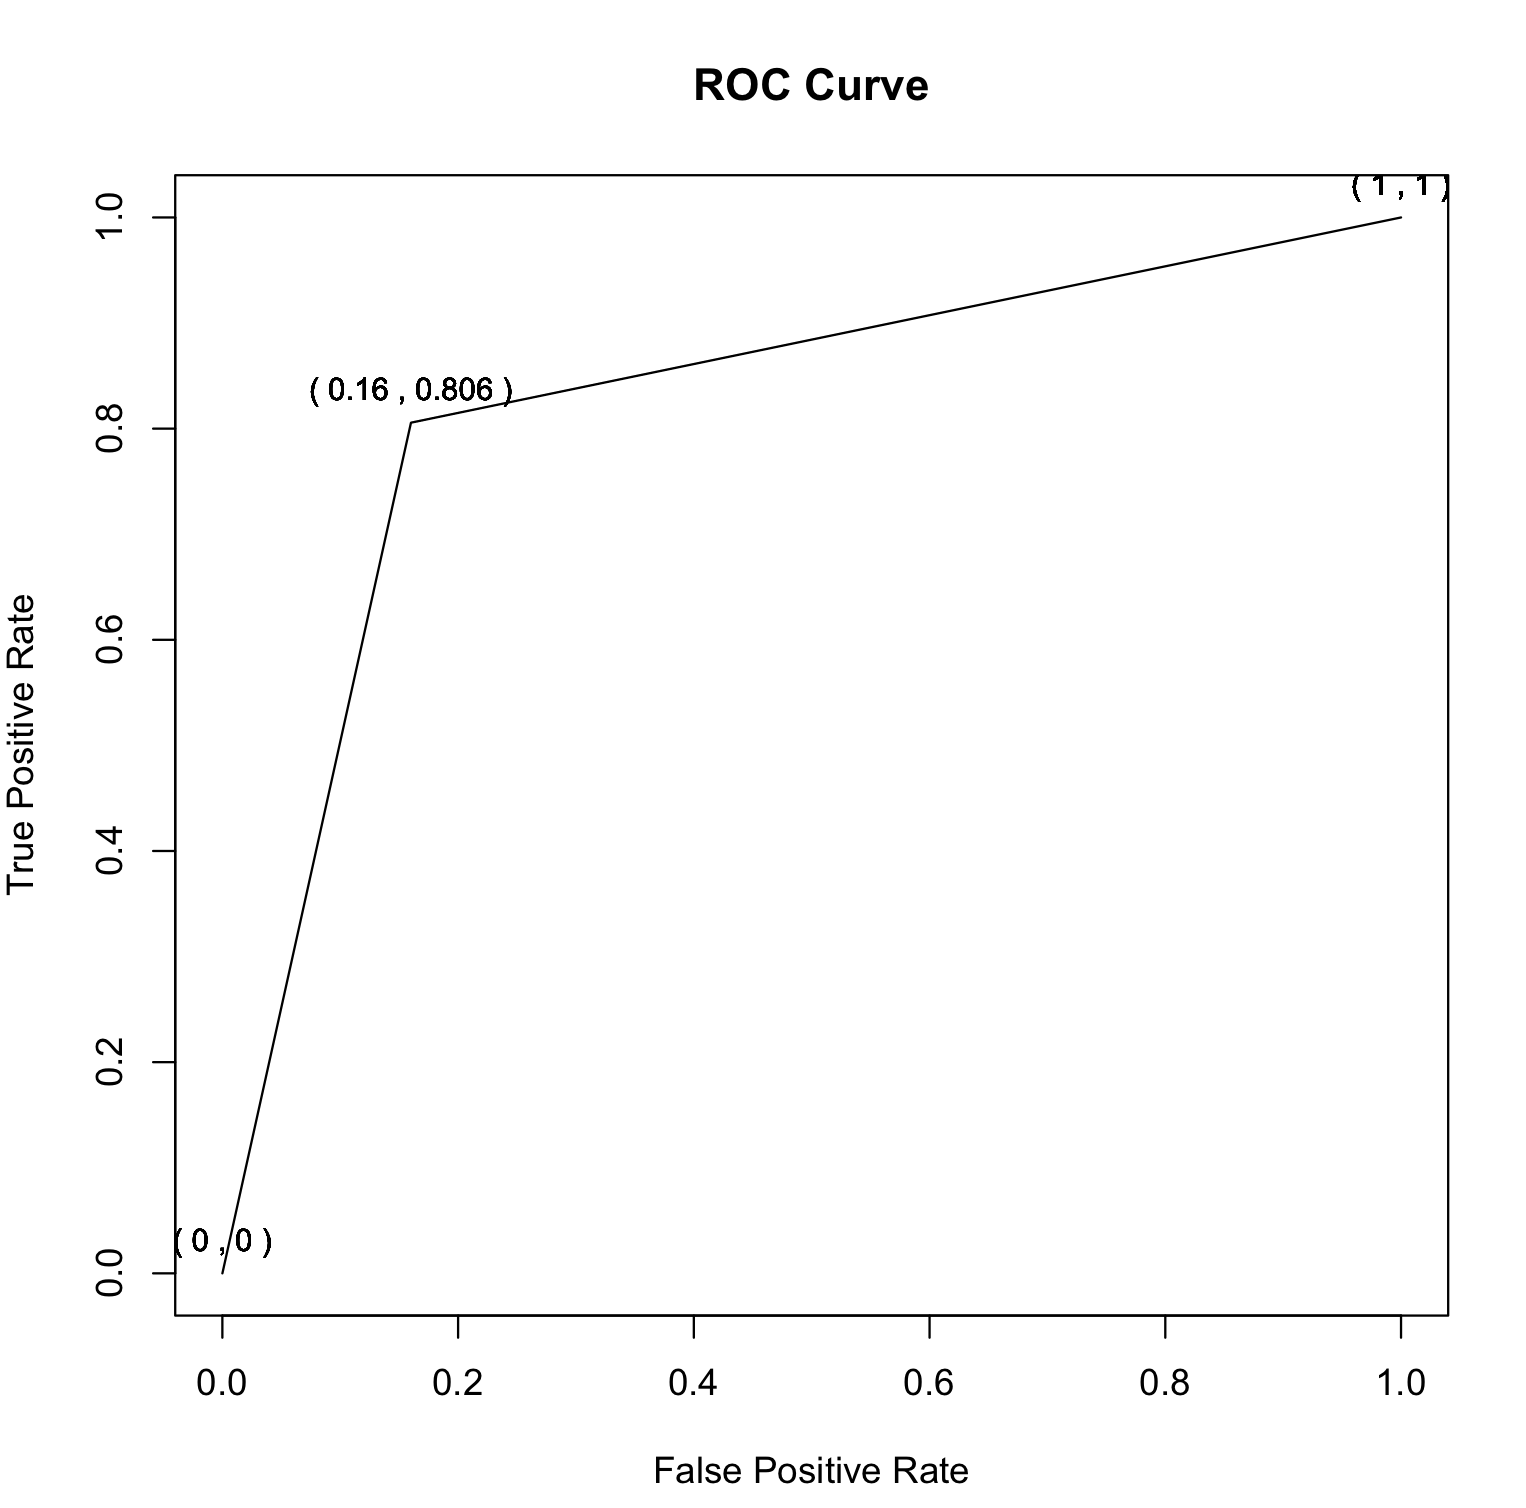 ROC Curve
( 1 , 1 )
( 0.16 , 0.806 )
( 0 , 0 )
True Positive Rate
1.0
0.8
0.6
0.4
0.2
0.0
0.0 0.2 0.4 0.6 0.8 1.0
False Positive Rate